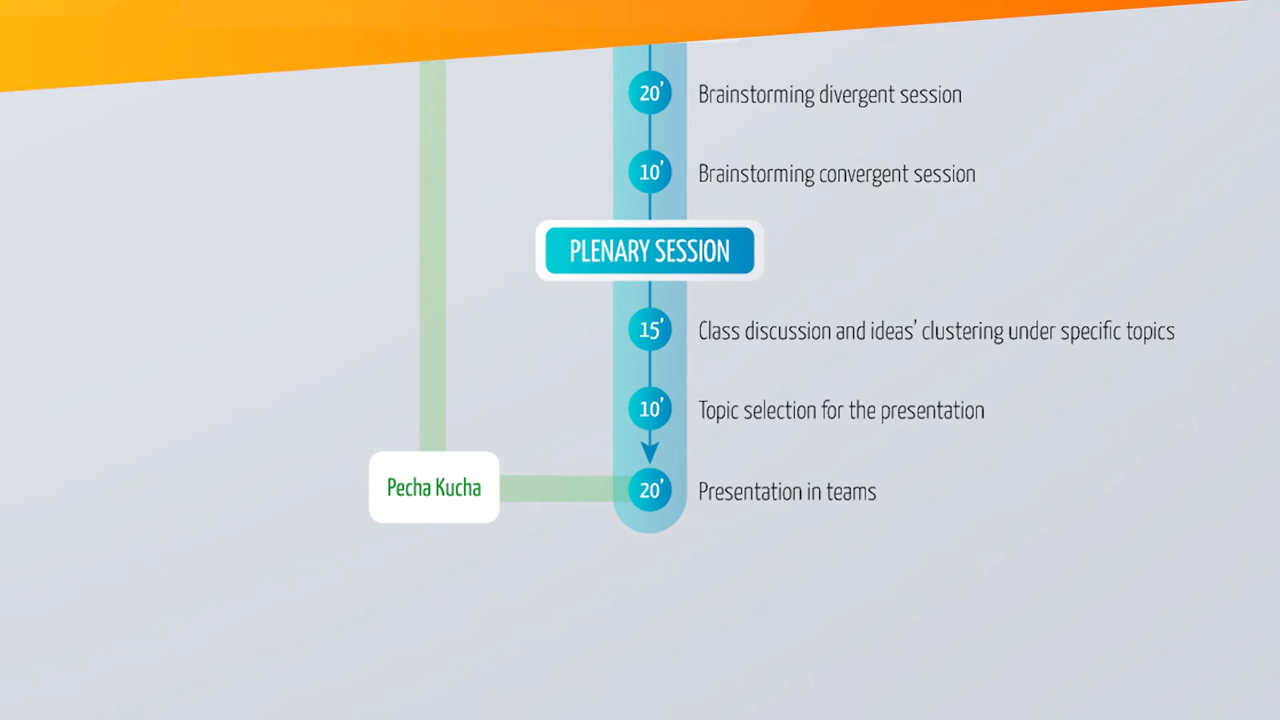 20’ Brainstorming divergent session
10’ Brainstorming convergent session
PLENARY SESSION
15’ Class discussion and ideas’ clustering under specific topics
10’ Topic selection for the presentation
Pecha Kucha 20’ Presentation in teams